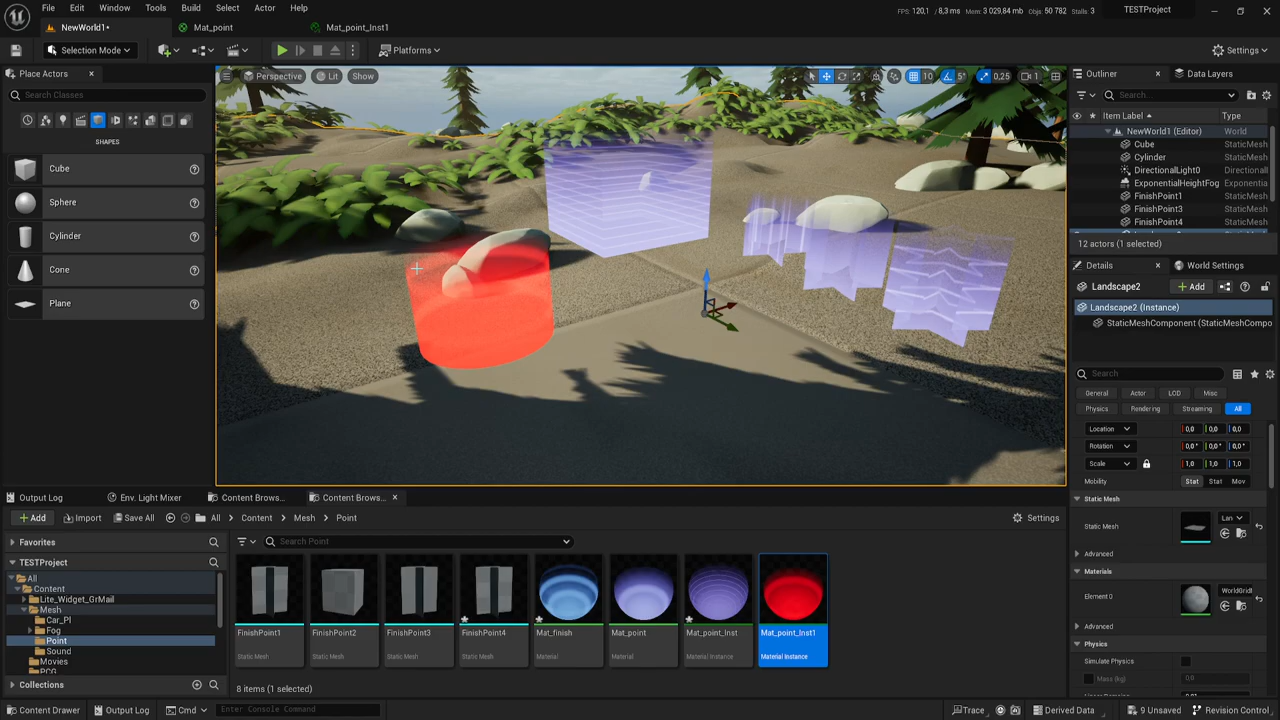 File Edit Window Tools Build Select Actor Help
FPS: 120,1 / 8,3 ms Mem: 3 029,84 mb Objs: 50 782 Stalls: 3
TESTProject
NewWorld1•
Mat_point
Mat_point_Inst1
Selection Mode
Platforms
Settings
Place Actors
Search Classes
SHAPES
Cube
Sphere
Cylinder
Cone
Plane
Perspective
Lit
Show
10
5°
0,25
1
Outliner
Data Layers
Search...
Item Label
Type
NewWorld1 (Editor) World
Cube StaticMesh
Cylinder StaticMesh
DirectionalLight0 Directional
ExponentialHeightFog Exponentia
FinishPoint1 StaticMesh
FinishPoint3 StaticMesh
FinishPoint4 StaticMesh
12 actors (1 selected)
Details
World Settings
Landscape2
Add
Landscape2 (Instance)
StaticMeshComponent (StaticMeshCompo
Search
General Actor LOD Misc
Physics Rendering Streaming All
Location 0,0 0,0 0,0
Rotation 0,0° 0,0° 0,0°
Scale 1,0 1,0 1,0
Mobility Stat Stat Mov
Static Mesh
Static Mesh
Lan
Advanced
Materials
Element 0
WorldGridI
Advanced
Physics
Simulate Physics
Mass (kg) 0,0
Output Log
Env. Light Mixer
Content Brows...
Content Brows...
Add
Import
Save All
All
Content
Mesh
Point
Settings
Favorites
Search Point
TESTProject
All
Content
Lite_Widget_GrMail
Mesh
Car_Pl
Fog
Point
Sound
Movies
PCG
Collections
FinishPoint1
Static Mesh
FinishPoint2
Static Mesh
FinishPoint3
Static Mesh
FinishPoint4
Static Mesh
Mat_finish
Material
Mat_point
Material
Mat_point_Inst
Material Instance
Mat_point_Inst1
Material Instance
8 items (1 selected)
Content Drawer
Output Log
Cmd
Enter Console Command
Trace
Derived Data
9 Unsaved
Revision Control